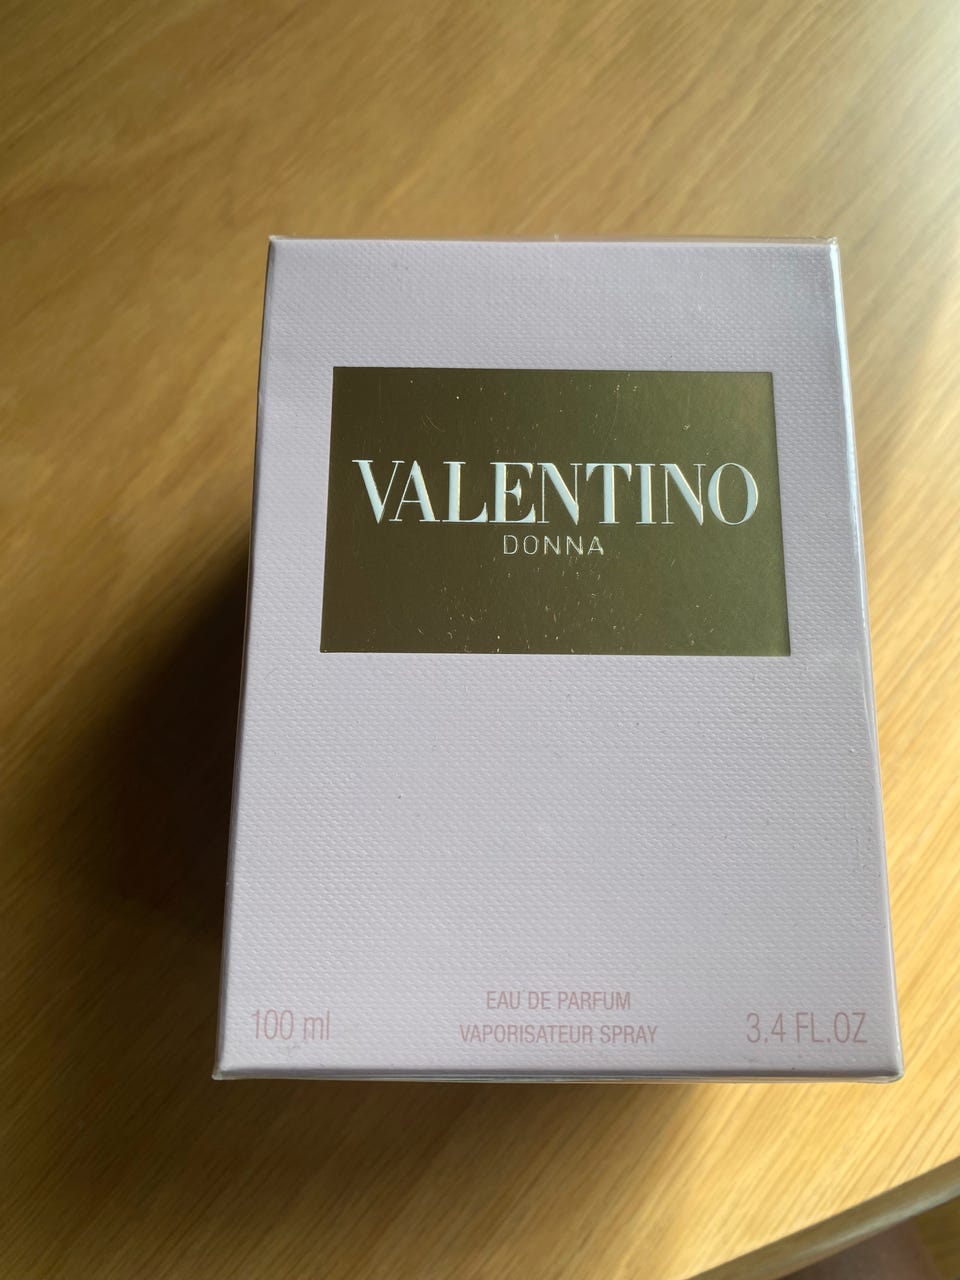 VALENTINO
DONNA
EAU DE PARFUM
100 ml VAPORISATEUR SPRAY 3.4 FL.OZ